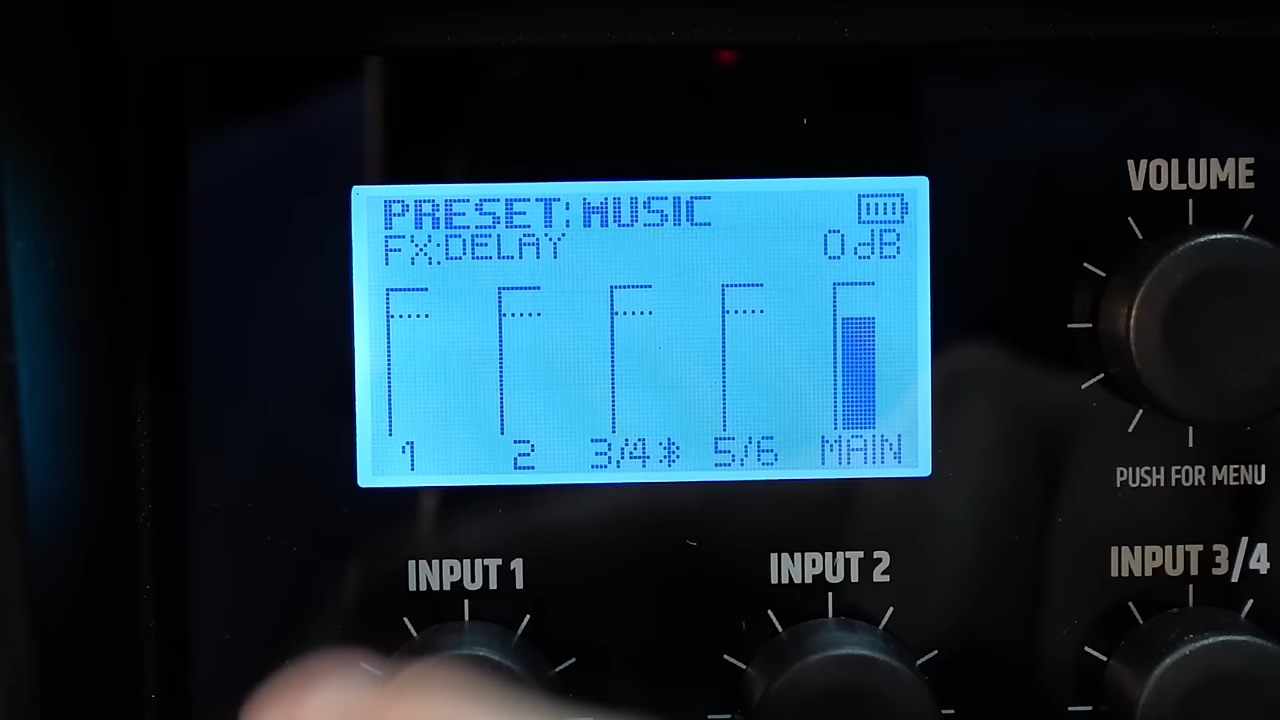 PRESET: MUSIC
FX:DELAY 0dB
1 2 3/4 5/6 MAIN
VOLUME
PUSH FOR MENU
INPUT 1 INPUT 2 INPUT 3/4